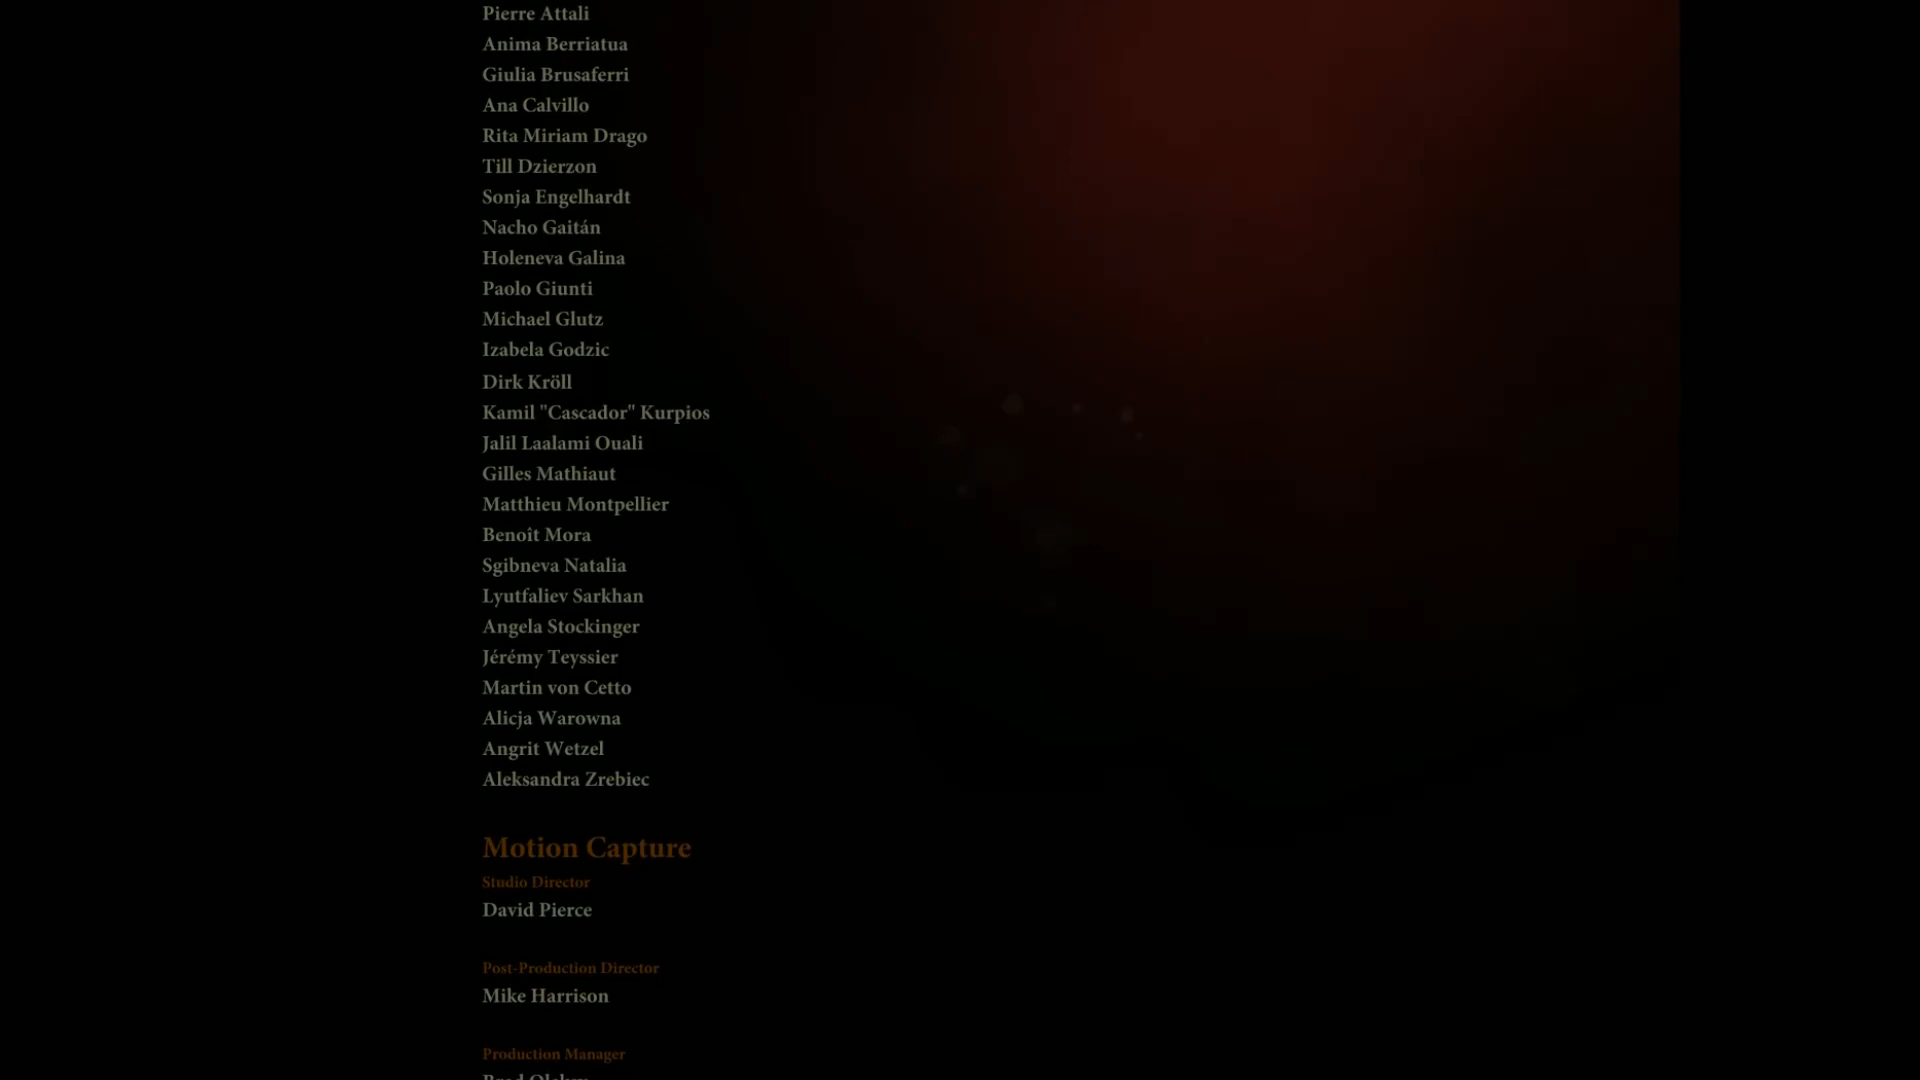 Pierre Attali
Anima Berriatua
Giulia Brusaferri
Ana Calvillo
Rita Miriam Drago
Till Dzierzon
Sonja Engelhardt
Nacho Gaitán
Holeneva Galina
Paolo Giunti
Michael Glutz
Izabela Godzic
Dirk Kröll
Kamil "Cascador" Kurpios
Jalil Laalami Ouali
Gilles Mathiaut
Matthieu Montpellier
Benoît Mora
Sgibneva Natalia
Lyutfaliev Sarkhan
Angela Stockinger
Jérémy Teyssier
Martin von Cetto
Alicja Warowna
Angrit Wetzel
Aleksandra Zrebiec
Motion Capture
Studio Director
David Pierce
Post-Production Director
Mike Harrison
Production Manager